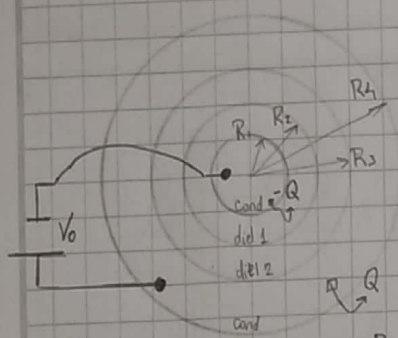 R4
R1 R2
R3
cond -Q
V0
diel 1
diel 2
Q
cond